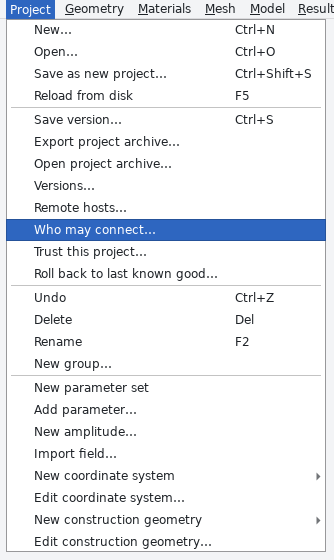 Project Geometry Materials Mesh Model Result
New... Ctrl+N
Open... Ctrl+O
Save as new project... Ctrl+Shift+S
Reload from disk F5
Save version... Ctrl+S
Export project archive...
Open project archive...
Versions...
Remote hosts...
Who may connect...
Trust this project...
Roll back to last known good...
Undo Ctrl+Z
Delete Del
Rename F2
New group...
New parameter set
Add parameter...
New amplitude...
Import field...
New coordinate system
Edit coordinate system...
New construction geometry
Edit construction geometry...